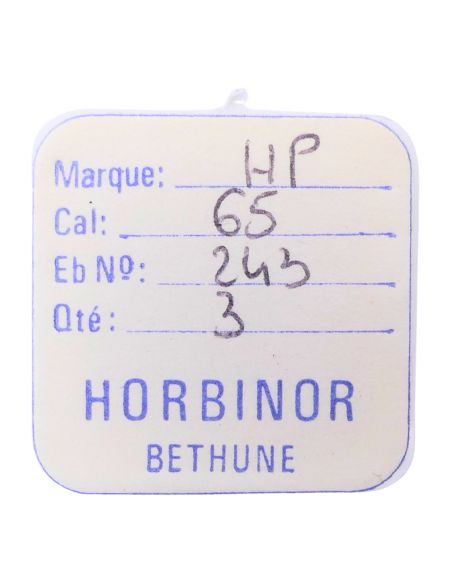 Marque: HP
Cal: 65
Eb Nº: 243
Qté: 3
HORBINOR
BETHUNE